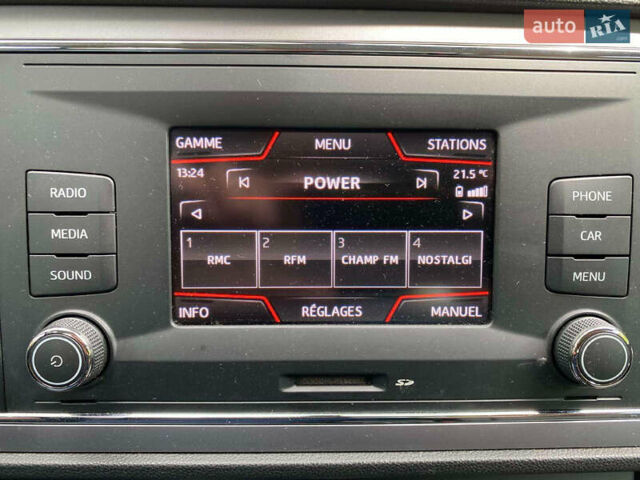 auto RIA
GAMME MENU STATIONS
13:24 POWER 21.5 °C
1 2 3 4
RMC RFM CHAMP FM NOSTALGI
INFO RÉGLAGES MANUEL
RADIO
MEDIA
SOUND
PHONE
CAR
MENU
SD